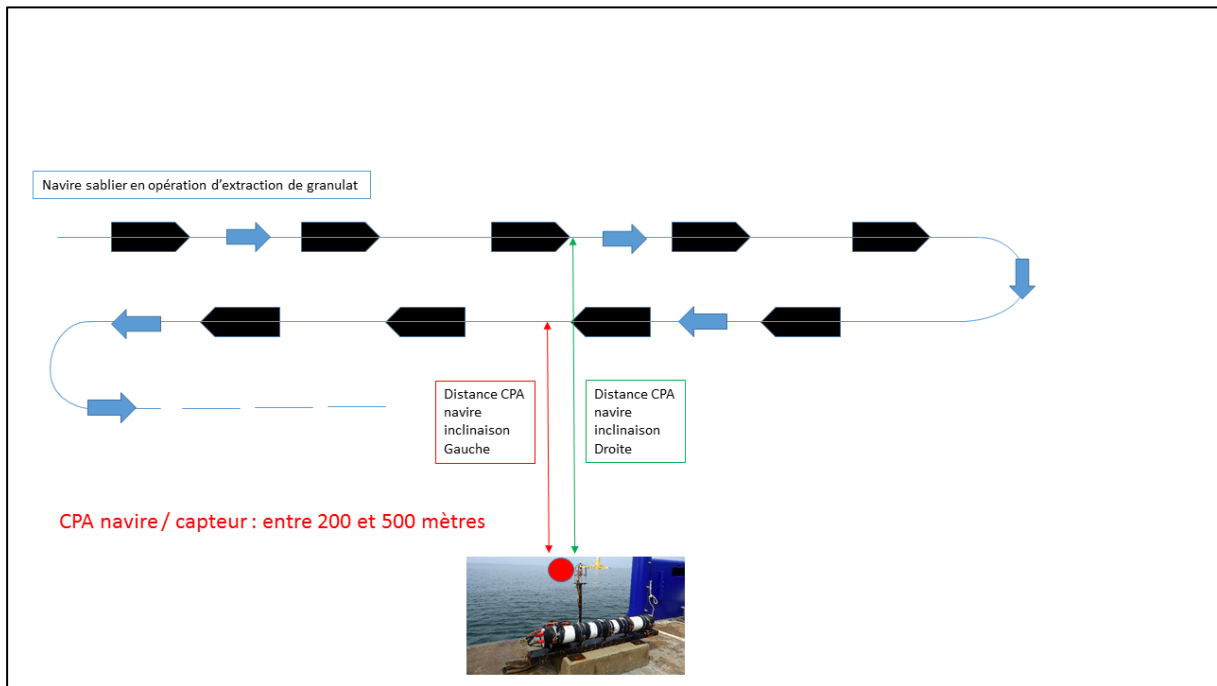 Navire sablier en opération d'extraction de granulat
Distance CPA
navire
inclinaison
Gauche
Distance CPA
navire
inclinaison
Droite
CPA navire / capteur : entre 200 et 500 mètres